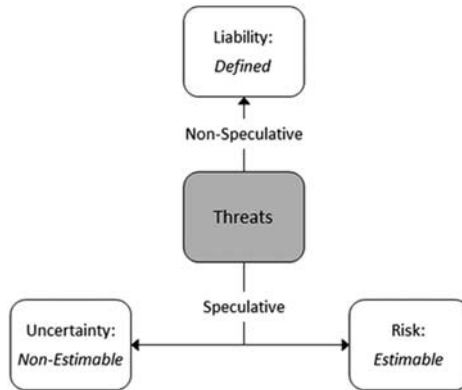 Liability:
Defined
Non-Speculative
Threats
Speculative
Uncertainty:
Non-Estimable
Risk:
Estimable